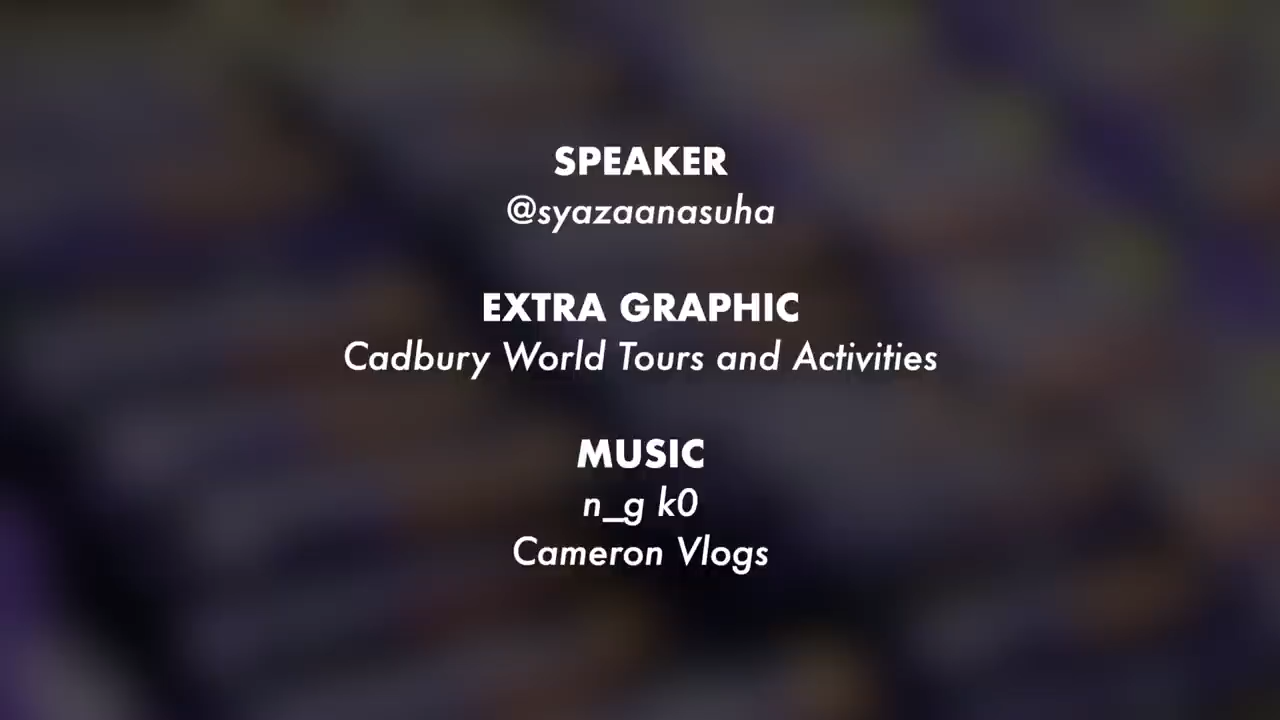 SPEAKER
@syazaanasuha
EXTRA GRAPHIC
Cadbury World Tours and Activities
MUSIC
n_g k0
Cameron Vlogs